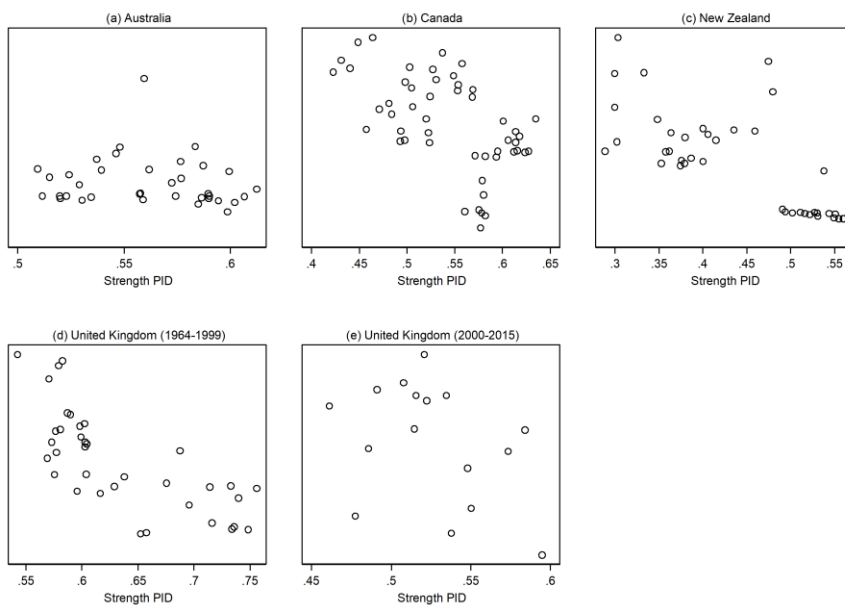 (a) Australia
(b) Canada
(c) New Zealand
.5 .55 .6
.4 .45 .5 .55 .6 .65
.3 .35 .4 .45 .5 .55
Strength PID
Strength PID
Strength PID
(d) United Kingdom (1964-1999)
(e) United Kingdom (2000-2015)
.55 .6 .65 .7 .75
.45 .5 .55 .6
Strength PID
Strength PID